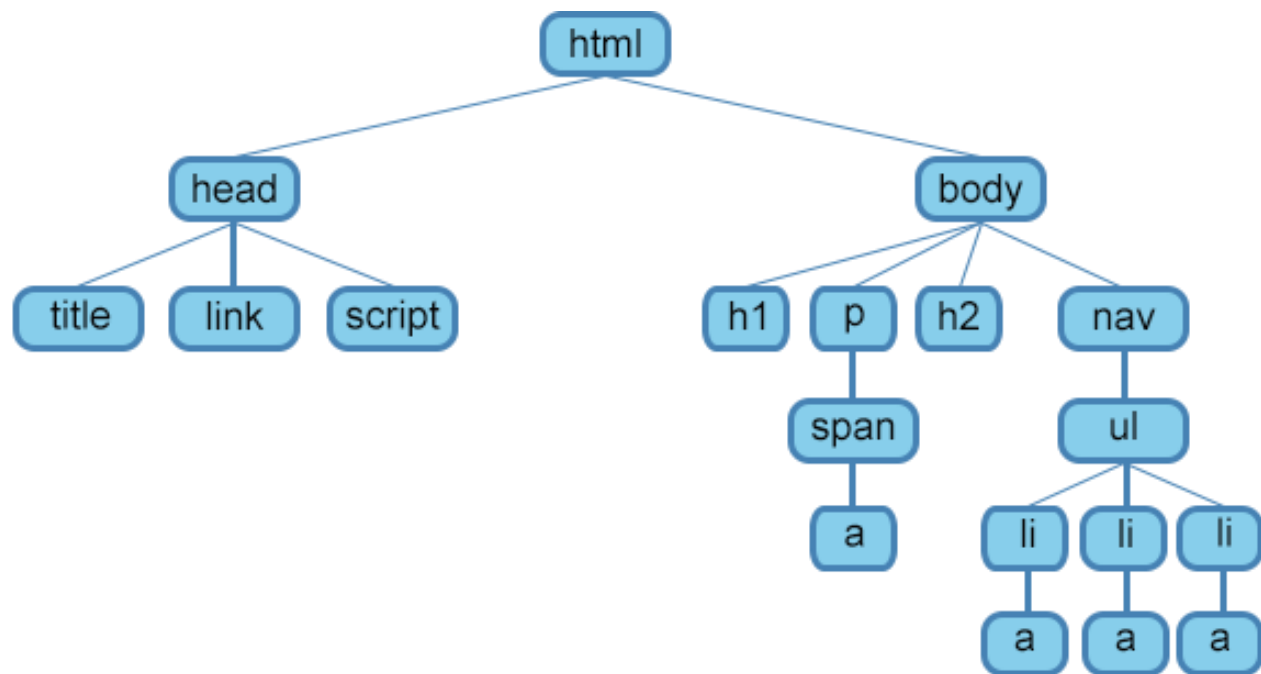 html
head body
title link script h1 p h2 nav
span ul
a li li li
a a a